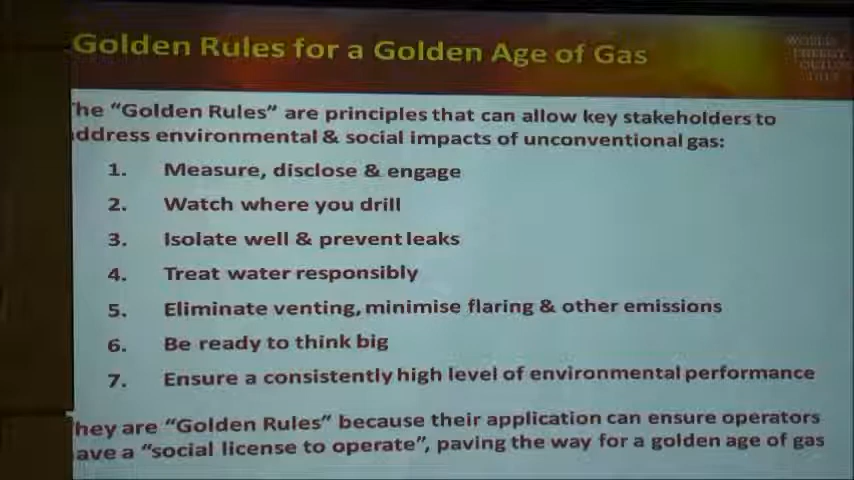 Golden Rules for a Golden Age of Gas
WORLD
ENERGY
OUTLOOK
he "Golden Rules" are principles that can allow key stakeholders to
ddress environmental & social impacts of unconventional gas:
1. Measure, disclose & engage
2. Watch where you drill
3. Isolate well & prevent leaks
4. Treat water responsibly
5. Eliminate venting, minimise flaring & other emissions
6. Be ready to think big
7. Ensure a consistently high level of environmental performance
hey are "Golden Rules" because their application can ensure operators
ave a "social license to operate", paving the way for a golden age of gas